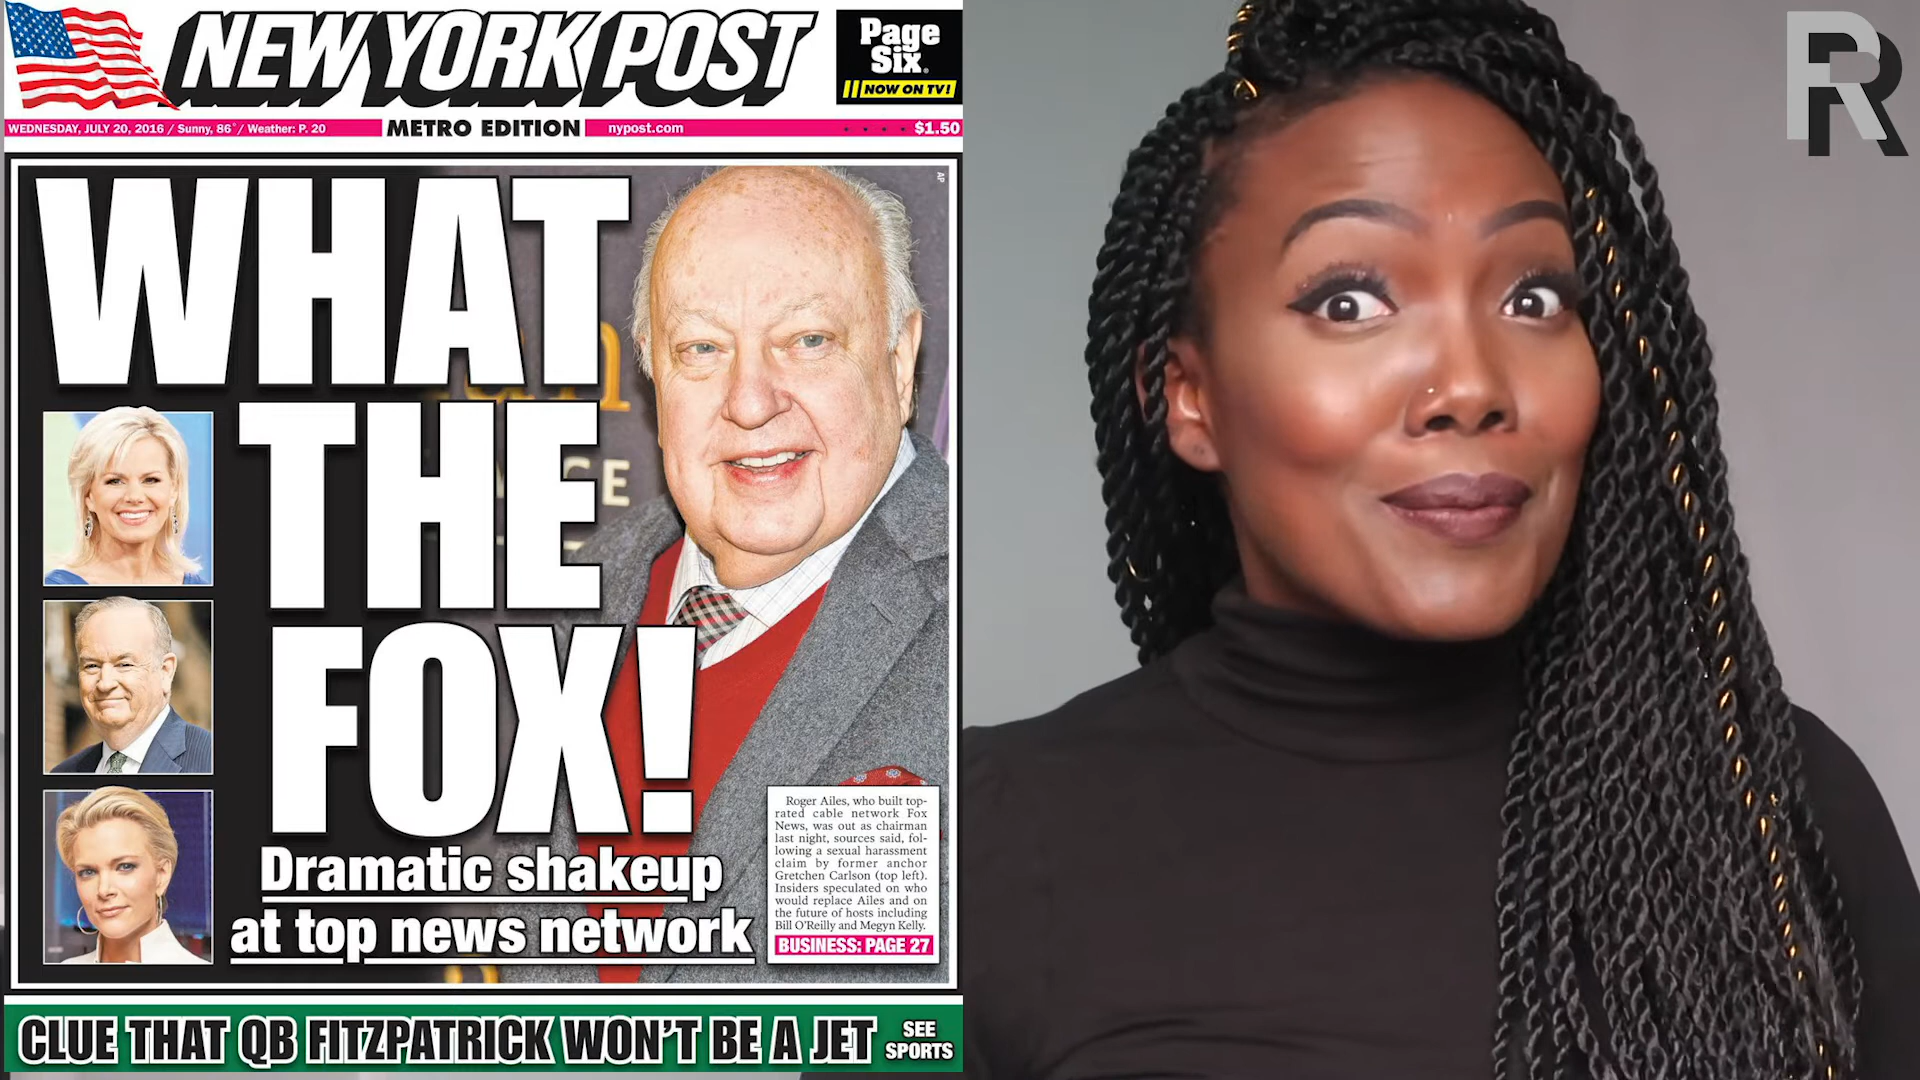 NEW YORK POST
Page
Six.
NOW ON TV!
WEDNESDAY, JULY 20, 2016 / Sunny, 86° / Weather: P. 20
METRO EDITION
nypost.com
$1.50
AP
WHAT
THE
FOX!
Dramatic shakeup
at top news network
Roger Ailes, who built top-
rated cable network Fox
News, was out as chairman
last night, sources said, fol-
lowing a sexual harassment
claim by former anchor
Gretchen Carlson (top left).
Insiders speculated on who
would replace Ailes and on
the future of hosts including
Bill O'Reilly and Megyn Kelly.
BUSINESS: PAGE 27
CLUE THAT QB FITZPATRICK WON'T BE A JET
SEE
SPORTS